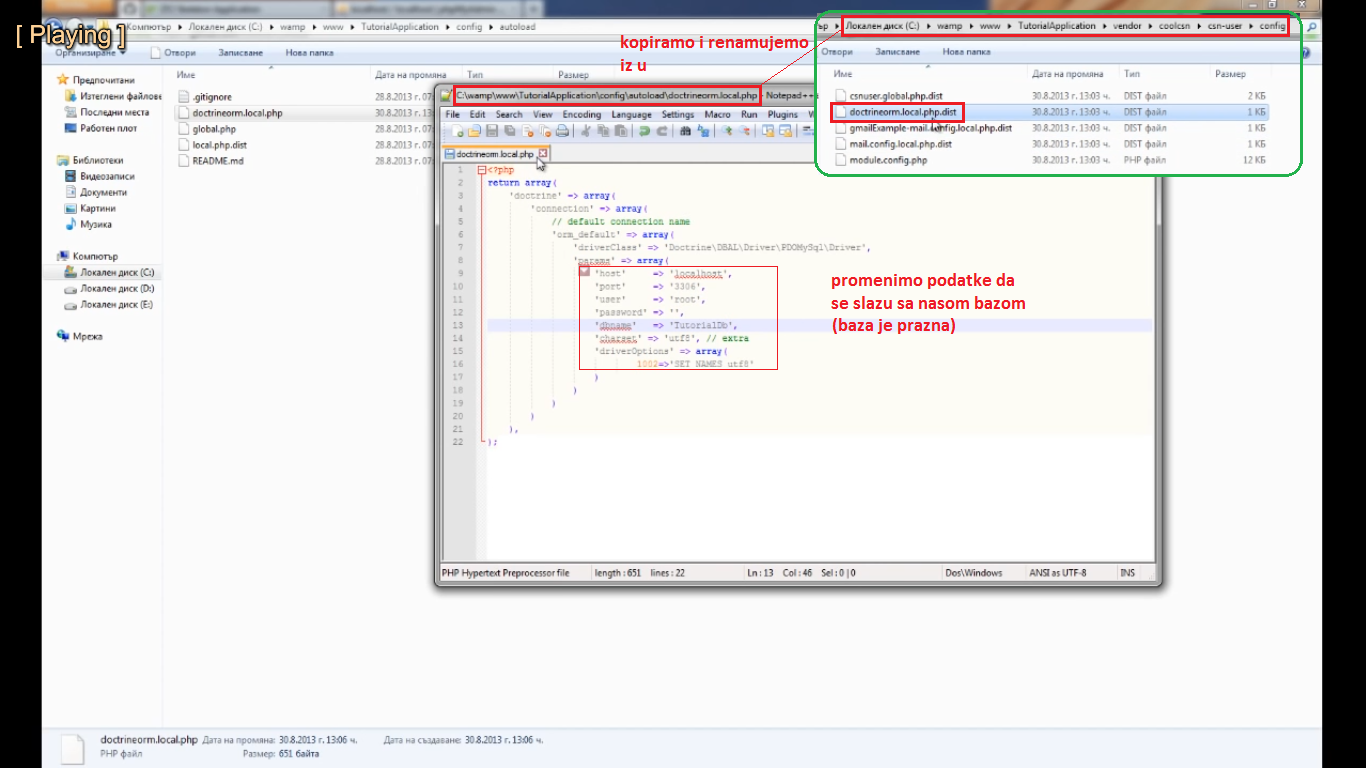 [ Playing ]
Компютър ▸ Локален диск (C:) ▸ wamp ▸ www ▸ TutorialApplication ▸ config ▸ autoload
Организиране
Отвори
Записване
Нова папка
Име
Дата на промяна
Тип
Размер
Предпочитани
Изтеглени файлове
Последни места
Работен плот
Библиотеки
Видеозаписи
Документи
Картини
Музика
Компютър
Локален диск (C:)
Локален диск (D:)
Локален диск (E:)
Мрежа
.gitignore 28.8.2013 г. 07:
doctrineorm.local.php 30.8.2013 г. 13:
global.php 28.8.2013 г. 07:
local.php.dist 28.8.2013 г. 07:
README.md 28.8.2013 г. 07:
kopiramo i renamujemo
iz u
Локален диск (C:) ▸ wamp ▸ www ▸ TutorialApplication ▸ vendor ▸ coolcsn ▸ csn-user ▸ config
Отвори
Записване
Нова папка
Име
Дата на промяна
Тип
Размер
csnuser.global.php.dist 30.8.2013 г. 13:03 ч. DIST файл 2 КБ
doctrineorm.local.php.dist 30.8.2013 г. 13:03 ч. DIST файл 1 КБ
gmailExample-mail.config.local.php.dist 30.8.2013 г. 13:03 ч. DIST файл 1 КБ
mail.config.local.php.dist 30.8.2013 г. 13:03 ч. DIST файл 1 КБ
module.config.php 30.8.2013 г. 13:03 ч. PHP файл 12 КБ
C:\wamp\www\TutorialApplication\config\autoload\doctrineorm.local.php - Notepad++
File Edit Search View Encoding Language Macro Run Plugins W
doctrineorm.local.php
1 <?php
2 return array(
3 'doctrine' => array(
4 'connection' => array(
5 // default connection name
6 'orm_default' => array(
7 'driverClass' => 'Doctrine\DBAL\Driver\PDOMySql\Driver',
8 'params' => array(
9 'host' => 'localhost',
10 'port' => '3306',
11 'user' => 'root',
12 'password' => '',
13 'dbname' => 'TutorialDb',
14 'charset' => 'utf8', // extra
15 'driverOptions' => array(
16 1002=>'SET NAMES utf8'
17 )
18 )
19 )
20 )
21 ),
22 );
promenimo podatke da
se slazu sa nasom bazom
(baza je prazna)
PHP Hypertext Preprocessor file length : 651 lines : 22 Ln : 13 Col : 46 Sel : 0 | 0 Dos\Windows ANSI as UTF-8 INS
doctrineorm.local.php Дата на промяна: 30.8.2013 г. 13:06 ч. Дата на създаване: 30.8.2013 г. 13:06 ч.
PHP файл Размер: 651 байта